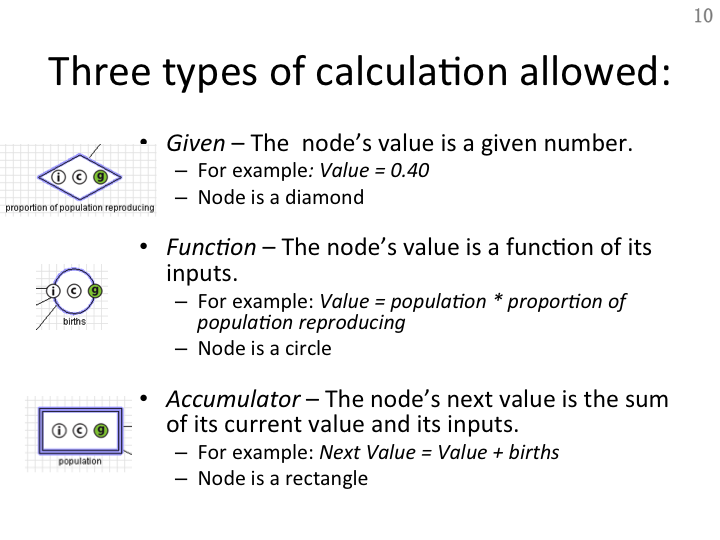 10
Three types of calculation allowed:
• Given – The  node’s value is a given number.
– For example: Value = 0.40
– Node is a diamond
i c g
proportion of population reproducing
• Function – The node’s value is a function of its
inputs.
– For example: Value = population * proportion of
population reproducing
– Node is a circle
i c g
births
• Accumulator – The node’s next value is the sum
of its current value and its inputs.
– For example: Next Value = Value + births
– Node is a rectangle
i c g
population